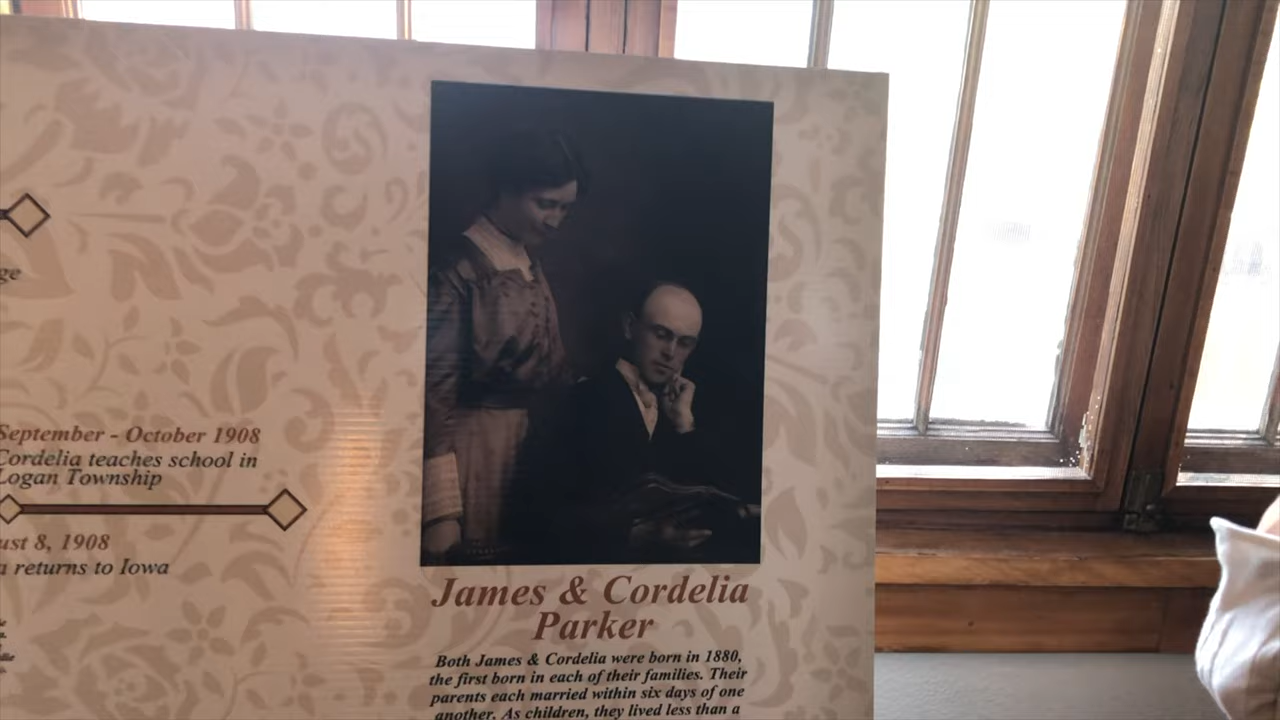 ge
September - October 1908
Cordelia teaches school in
Logan Township
ust 8, 1908
a returns to Iowa
James & Cordelia
Parker
Both James & Cordelia were born in 1880,
the first born in each of their families. Their
parents each married within six days of one
another. As children, they lived less than a